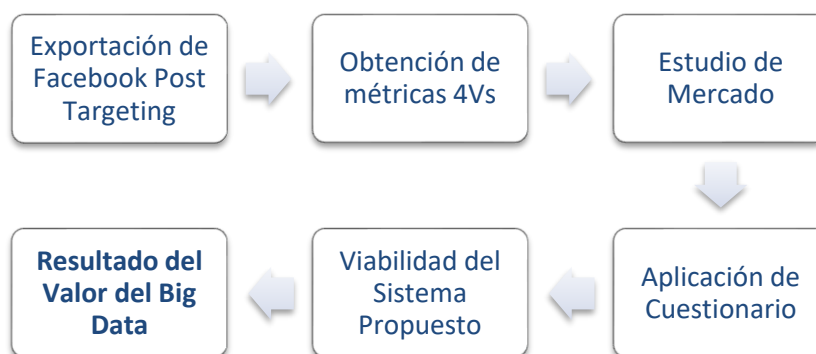 Exportación de
Facebook Post
Targeting
Obtención de
métricas 4Vs
Estudio de
Mercado
Aplicación de
Cuestionario
Viabilidad del
Sistema
Propuesto
Resultado del
Valor del Big
Data